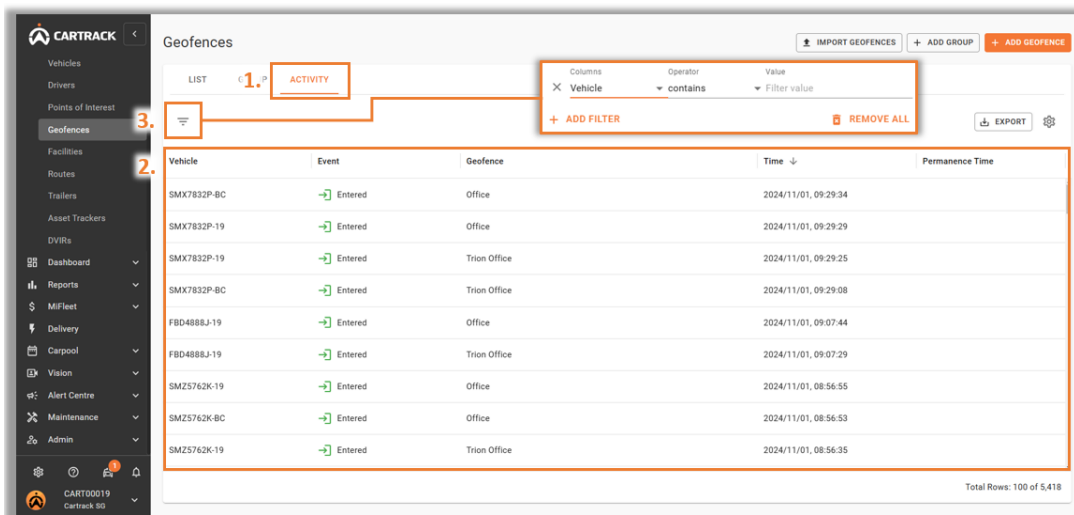 CARTRACK
Vehicles
Drivers
Points of Interest
Geofences
Facilities
Routes
Trailers
Asset Trackers
DVIRs
Dashboard
Reports
MiFleet
Delivery
Carpool
Vision
Alert Centre
Maintenance
Admin
1
CART00019
Cartrack SG
Geofences
IMPORT GEOFENCES + ADD GROUP + ADD GEOFENCE
LIST 1. ACTIVITY
Columns Operator Value
Vehicle contains Filter value
+ ADD FILTER REMOVE ALL
3.
EXPORT
2.
Vehicle Event Geofence Time Permanence Time
SMX7832P-BC Entered Office 2024/11/01, 09:29:34
SMX7832P-19 Entered Office 2024/11/01, 09:29:29
SMX7832P-19 Entered Trion Office 2024/11/01, 09:29:25
SMX7832P-BC Entered Trion Office 2024/11/01, 09:29:08
FBD4888J-19 Entered Office 2024/11/01, 09:07:44
FBD4888J-19 Entered Trion Office 2024/11/01, 09:07:29
SMZ5762K-19 Entered Office 2024/11/01, 08:56:55
SMZ5762K-BC Entered Office 2024/11/01, 08:56:53
SMZ5762K-19 Entered Trion Office 2024/11/01, 08:56:35
Total Rows: 100 of 5,418